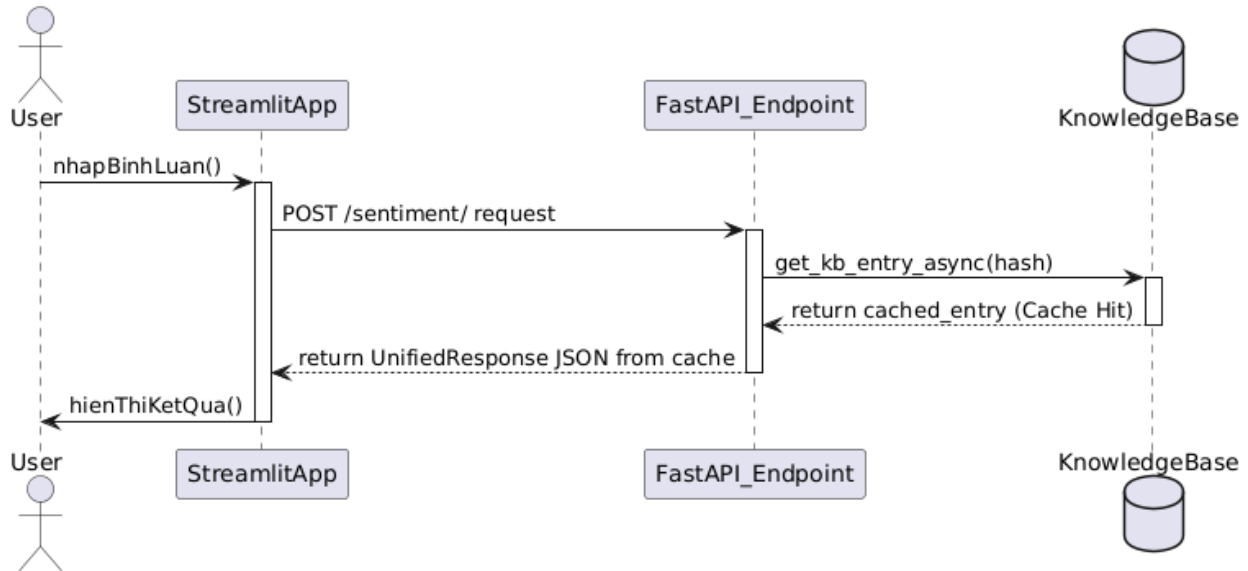 User
StreamlitApp
FastAPI_Endpoint
KnowledgeBase
nhapBinhLuan()
POST /sentiment/ request
get_kb_entry_async(hash)
return cached_entry (Cache Hit)
return UnifiedResponse JSON from cache
hienThiKetQua()
User
StreamlitApp
FastAPI_Endpoint
KnowledgeBase